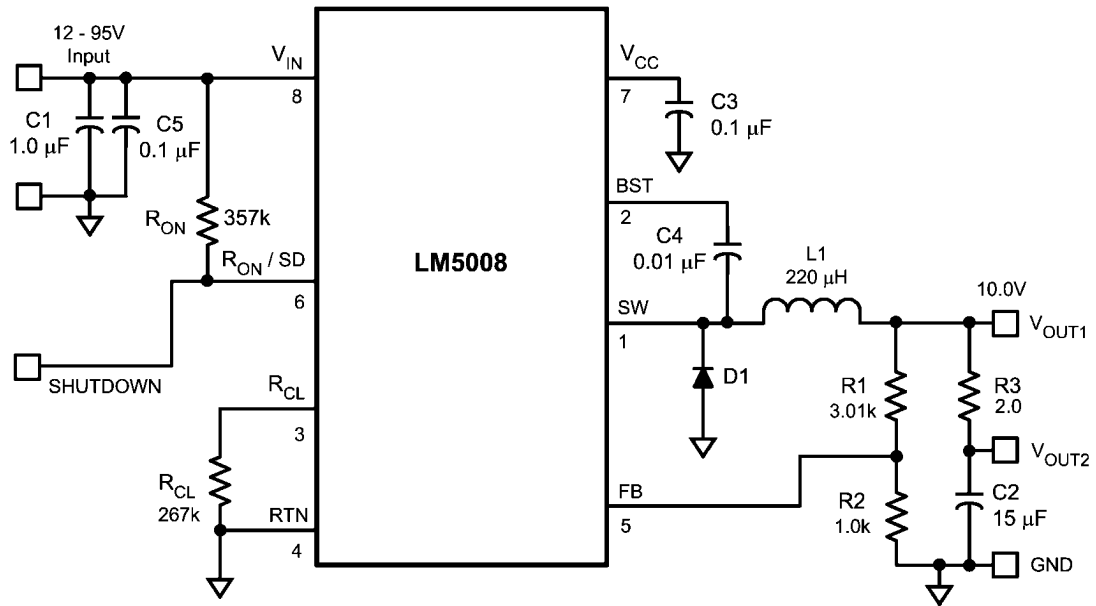 12 - 95V
Input
C1
1.0 µF
C5
0.1 µF
R_ON
357k
SHUTDOWN
R_CL
267k
V_IN
8
R_ON / SD
6
R_CL
3
RTN
4
LM5008
V_CC
7
C3
0.1 µF
BST
2
C4
0.01 µF
SW
1
D1
L1
220 µH
10.0V
V_OUT1
R1
3.01k
R3
2.0
V_OUT2
FB
5
R2
1.0k
C2
15 µF
GND